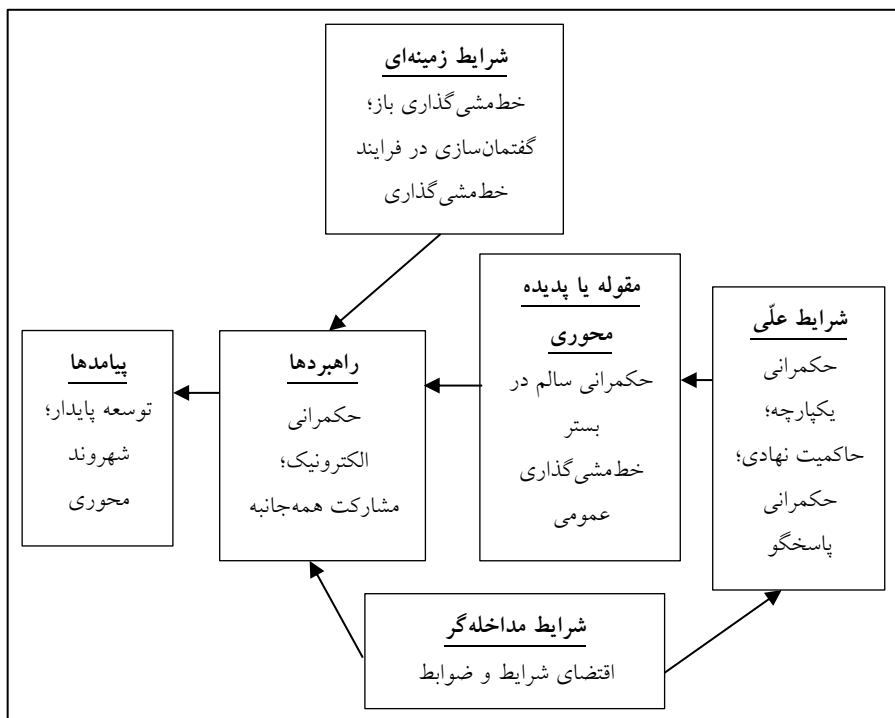 شرایط زمینه‌ای
خط‌مشی‌گذاری باز؛
گفتمان‌سازی در فرایند
خط‌مشی‌گذاری
شرایط علّی
حکمرانی
یکپارچه؛
حاکمیت نهادی؛
حکمرانی
پاسخگو
مقوله یا پدیده
محوری
حکمرانی سالم در
بستر
خط‌مشی‌گذاری
عمومی
راهبردها
حکمرانی
الکترونیک؛
مشارکت همه‌جانبه
پیامدها
توسعه پایدار؛
شهروند
محوری
شرایط مداخله‌گر
اقتضای شرایط و ضوابط